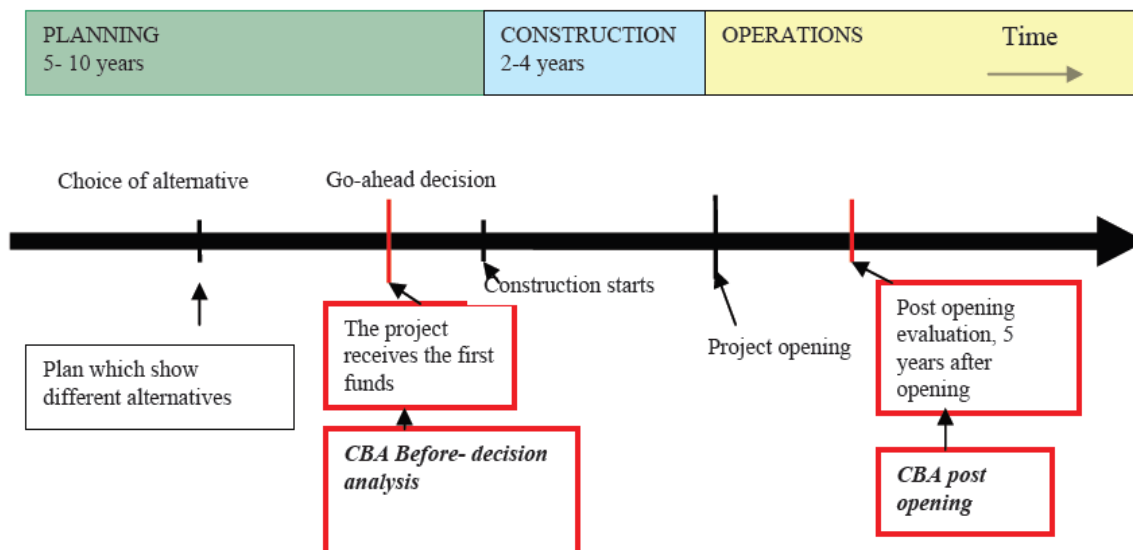 PLANNING
5- 10 years
CONSTRUCTION
2-4 years
OPERATIONS
Time
Choice of alternative
Go-ahead decision
Construction starts
Project opening
Plan which show
different alternatives
The project
receives the first
funds
CBA Before- decision
analysis
Post opening
evaluation, 5
years after
opening
CBA post
opening